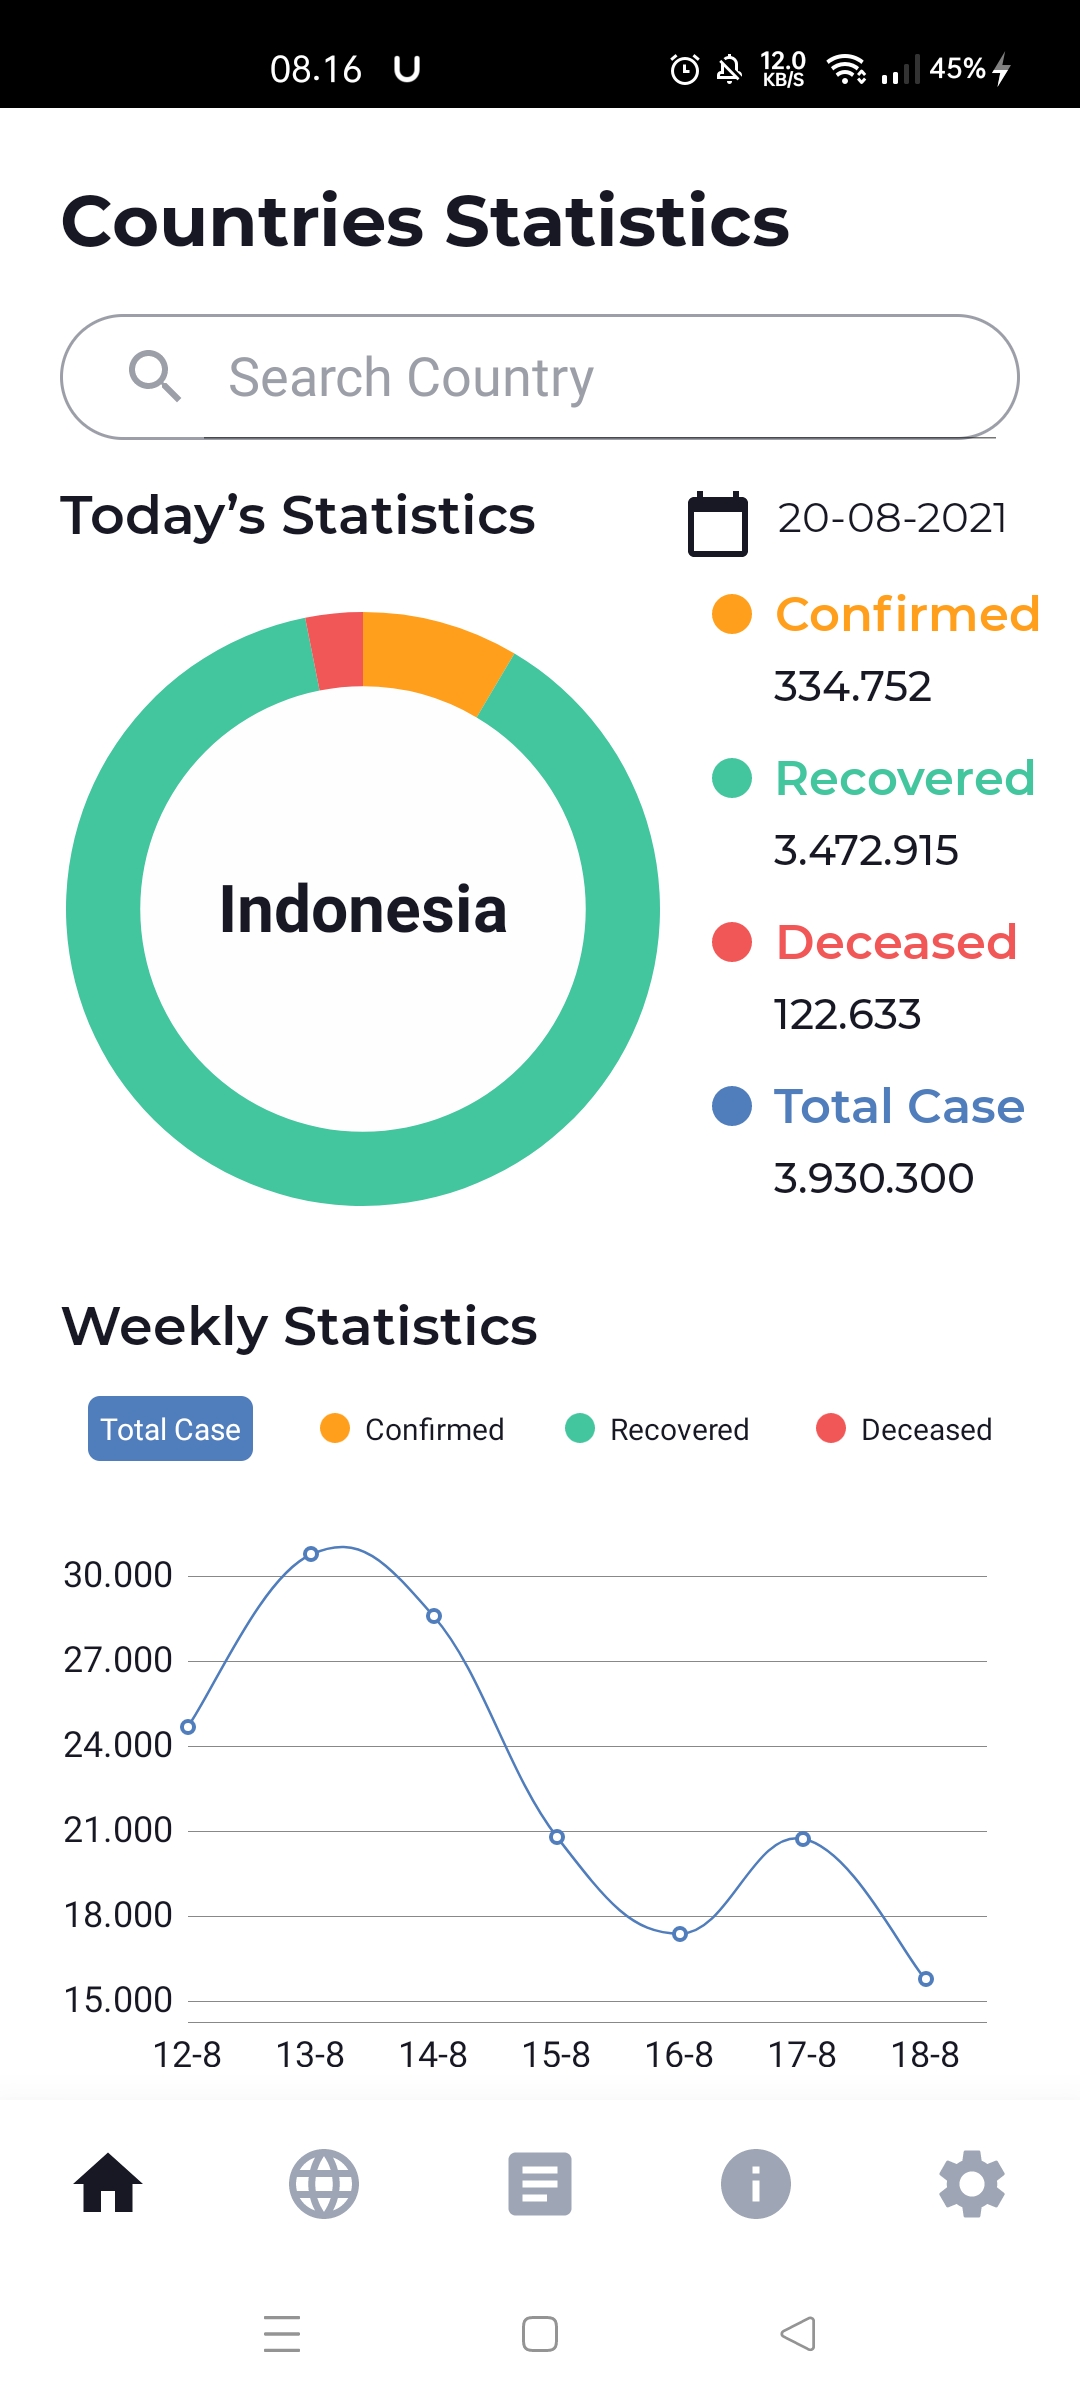 08.16
12.0
KB/S
45%
Countries Statistics
Search Country
Today’s Statistics
20-08-2021
Confirmed
334.752
Recovered
3.472.915
Deceased
122.633
Total Case
3.930.300
Indonesia
Weekly Statistics
Total Case Confirmed Recovered Deceased
30.000
27.000
24.000
21.000
18.000
15.000
12-8 13-8 14-8 15-8 16-8 17-8 18-8